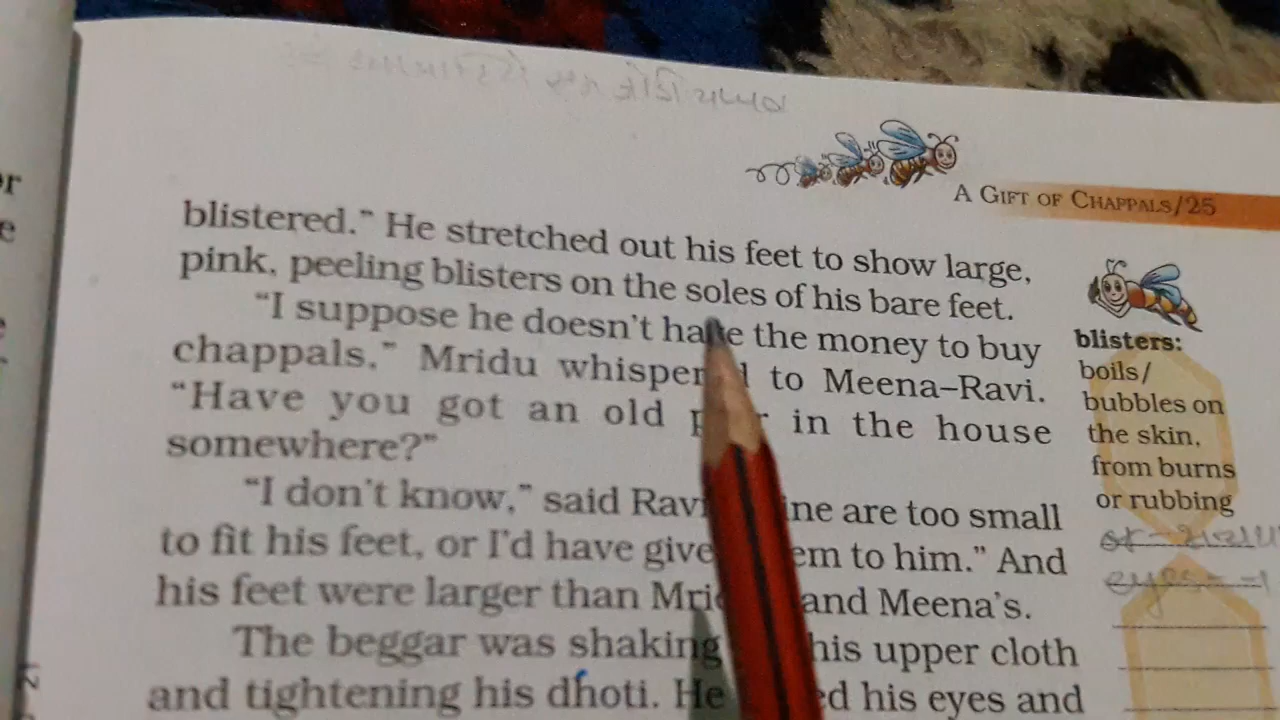 A GIFT OF CHAPPALS/25
blistered.” He stretched out his feet to show large,
pink, peeling blisters on the soles of his bare feet.
“I suppose he doesn't have the money to buy
chappals,” Mridu whispered to Meena–Ravi.
“Have you got an old in the house
somewhere?”
“I don't know,” said Ravi ine are too small
to fit his feet, or I'd have give em to him.” And
his feet were larger than Mri and Meena's.
The beggar was shaking his upper cloth
and tightening his dhoti. He ed his eyes and
blisters:
boils/
bubbles on
the skin,
from burns
or rubbing
eyes